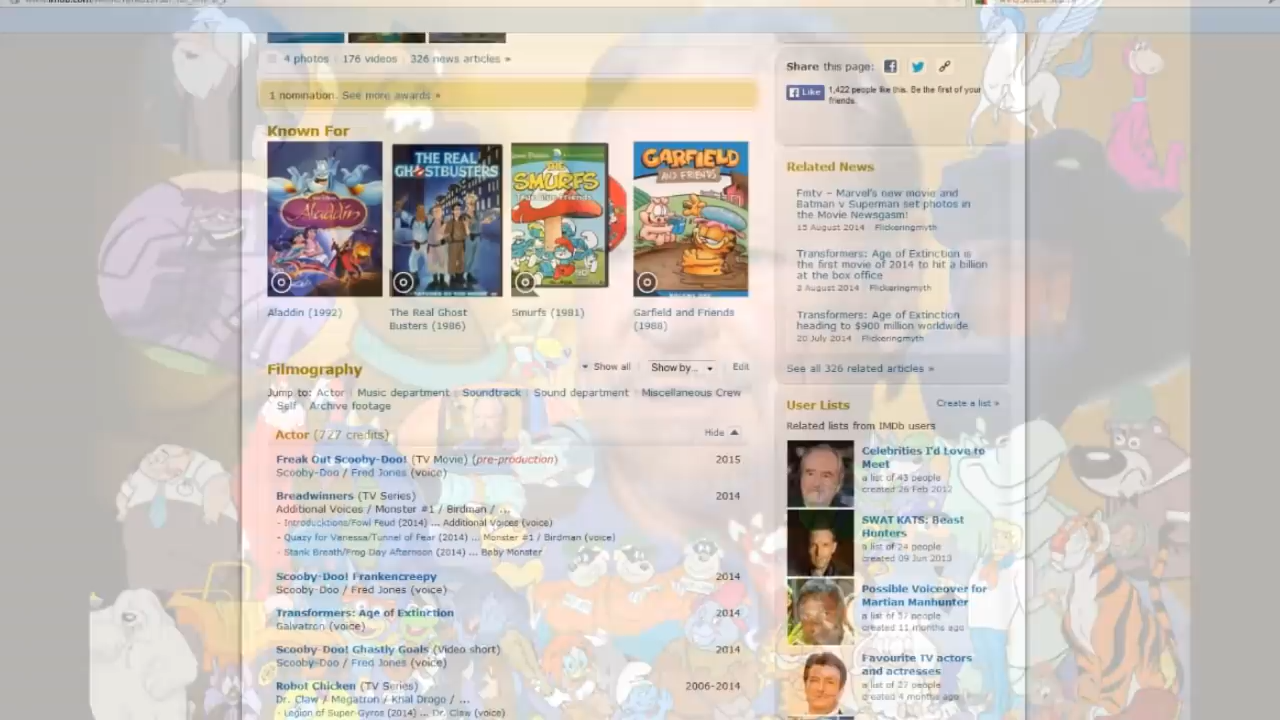 4 photos 176 videos 326 news articles »
1 nomination. See more awards »
Known For
Aladdin
THE REAL
GHOSTBUSTERS
THE
SMURFS
GARFIELD
AND FRIENDS
Aladdin (1992)
The Real Ghost
Busters (1986)
Smurfs (1981)
Garfield and Friends
(1988)
Filmography
Show all
Show by...
Edit
Jump to: Actor | Music department | Soundtrack | Sound department | Miscellaneous Crew
Self | Archive footage
Actor (727 credits)
Hide
Freak Out Scooby-Doo! (TV Movie) (pre-production)
2015
Scooby-Doo / Fred Jones (voice)
Breadwinners (TV Series)
2014
Additional Voices / Monster #1 / Birdman / ...
- Introducktions/Fowl Feud (2014) ... Additional Voices (voice)
- Quazy for Vanessa/Tunnel of Fear (2014) ... Monster #1 / Birdman (voice)
- Stank Breath/Frog Day Afternoon (2014) ... Baby Monster
Scooby-Doo! Frankencreepy
2014
Scooby-Doo / Fred Jones (voice)
Transformers: Age of Extinction
2014
Galvatron (voice)
Scooby-Doo! Ghastly Goals (Video short)
2014
Scooby-Doo / Fred Jones (voice)
Robot Chicken (TV Series)
2006-2014
Dr. Claw / Megatron / Khal Drogo / ...
- Legion of Super-Gyros (2014) ... Dr. Claw (voice)
Share this page:
Like
1,422 people like this. Be the first of your
friends.
Related News
Fmtv - Marvel's new movie and
Batman v Superman set photos in
the Movie Newsgasm!
15 August 2014 Flickeringmyth
Transformers: Age of Extinction is
the first movie of 2014 to hit a billion
at the box office
3 August 2014 Flickeringmyth
Transformers: Age of Extinction
heading to $900 million worldwide
20 July 2014 Flickeringmyth
See all 326 related articles »
User Lists
Create a list »
Related lists from IMDb users
Celebrities I'd Love to
Meet
a list of 43 people
created 26 Feb 2012
SWAT KATS: Beast
Hunters
a list of 24 people
created 09 Jun 2013
Possible Voiceover for
Martian Manhunter
a list of 37 people
created 11 months ago
Favourite TV actors
and actresses
a list of 27 people
created 4 months ago